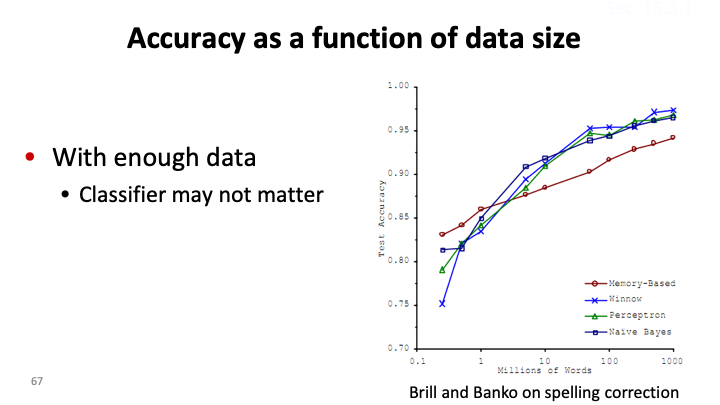 Accuracy as a function of data size
• With enough data
• Classifier may not matter
1.00
0.95
0.90
0.85
0.80
0.75
0.70
Test Accuracy
0.1
1
10
100
1000
Millions of Words
Memory-Based
Winnow
Perceptron
Naïve Bayes
67
Brill and Banko on spelling correction